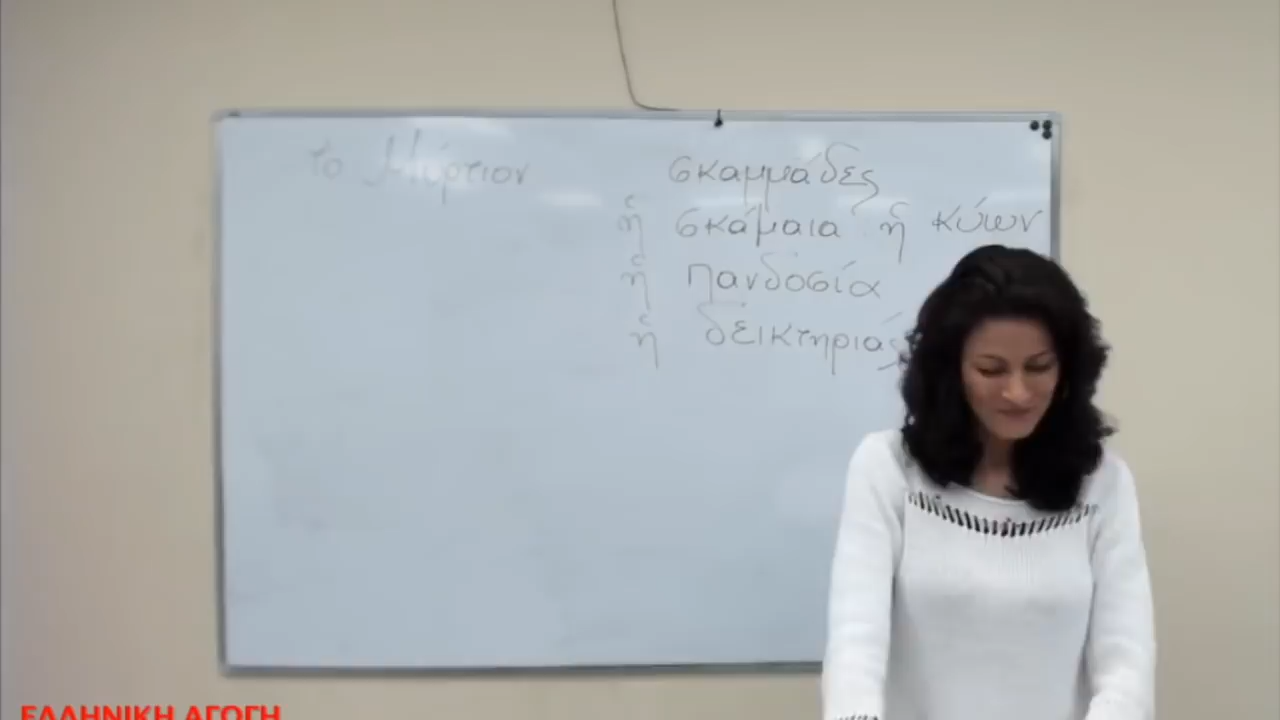 το Μύρτιον
σκαμμάδες
ἢ σκάμαια ἢ κύων
ἢ πανδοσία
ἢ δεικτηριάς
ΕΛΛΗΝΙΚΗ ΑΓΩΓΗ